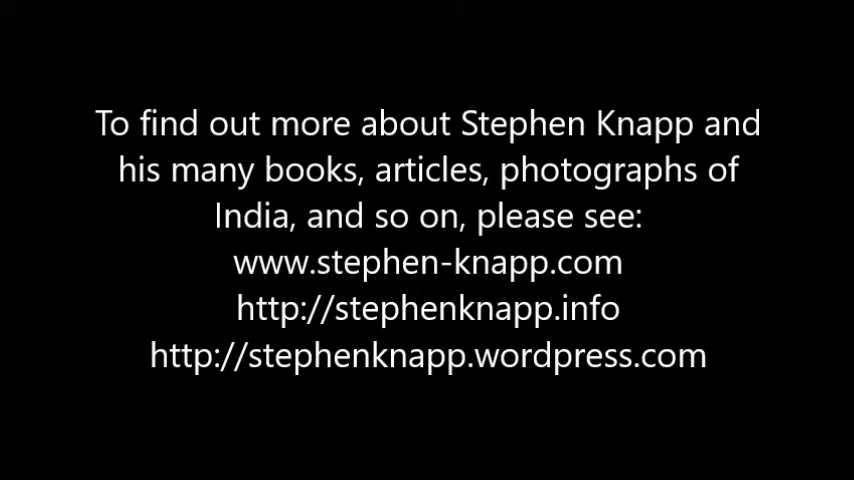 To find out more about Stephen Knapp and
his many books, articles, photographs of
India, and so on, please see:
www.stephen-knapp.com
http://stephenknapp.info
http://stephenknapp.wordpress.com